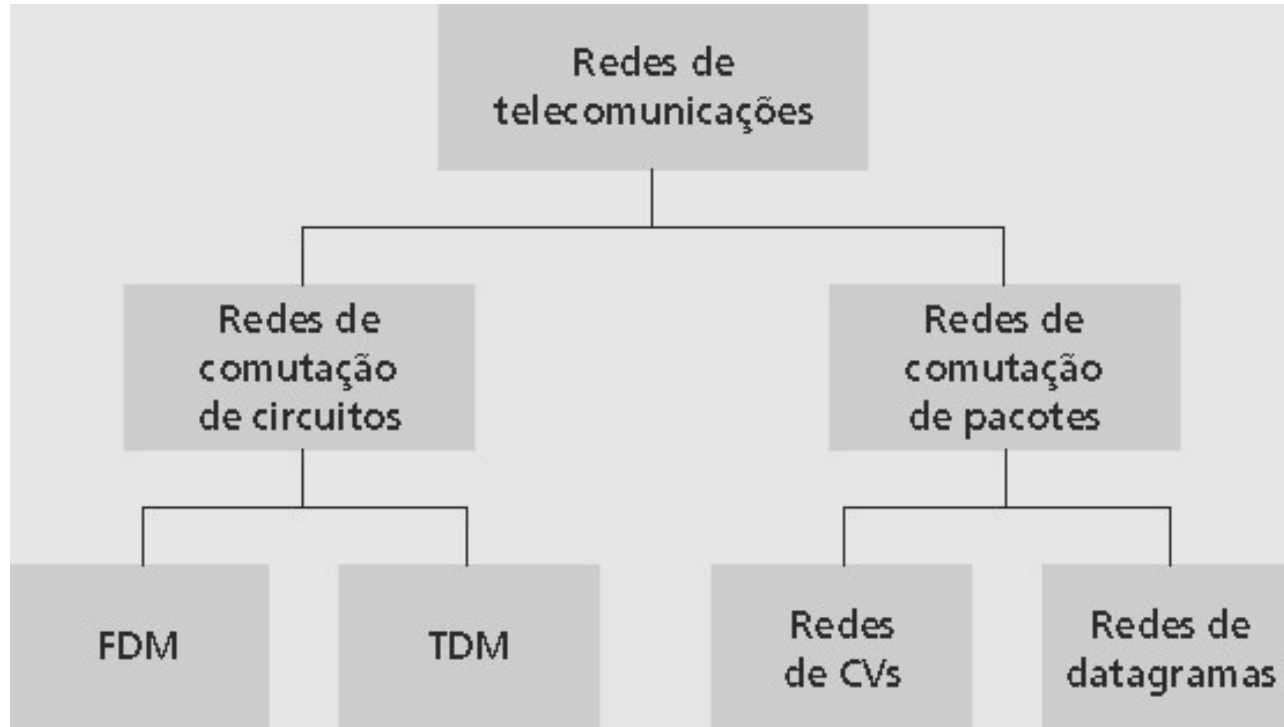 Redes de
telecomunicações
Redes de
comutação
de circuitos
Redes de
comutação
de pacotes
FDM
TDM
Redes
de CVs
Redes de
datagramas